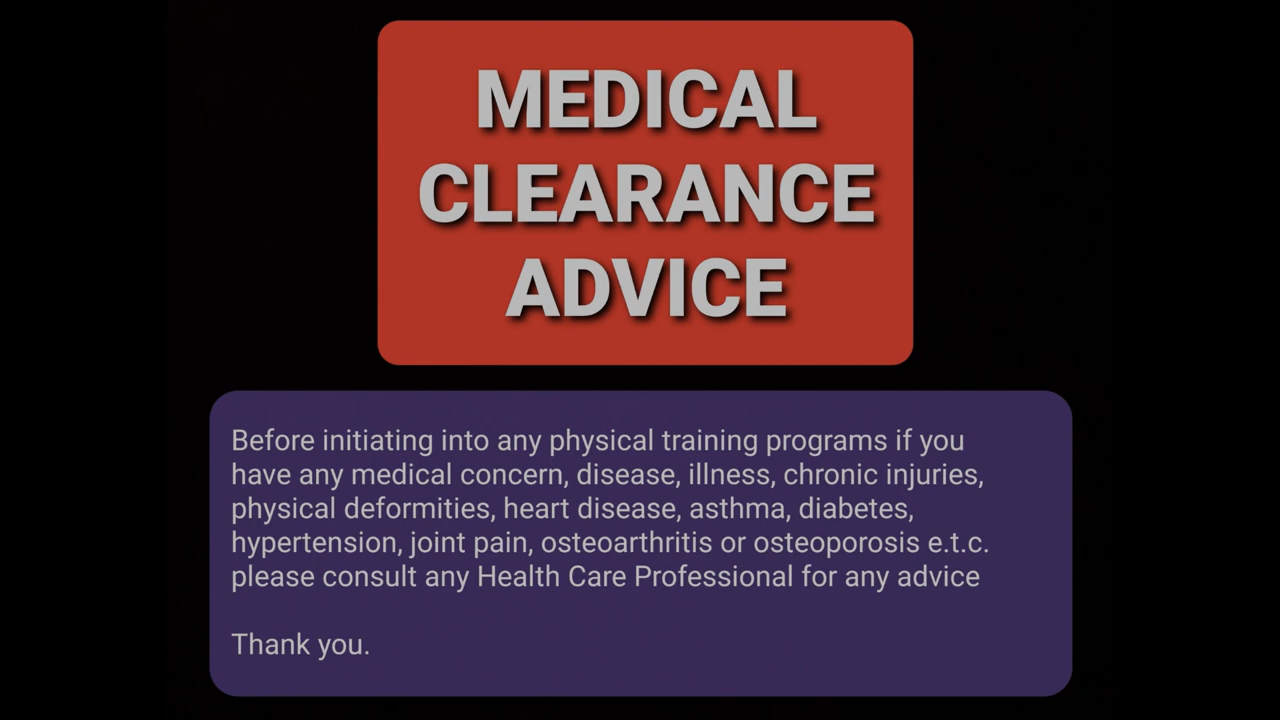 MEDICAL
CLEARANCE
ADVICE
Before initiating into any physical training programs if you
have any medical concern, disease, illness, chronic injuries,
physical deformities, heart disease, asthma, diabetes,
hypertension, joint pain, osteoarthritis or osteoporosis e.t.c.
please consult any Health Care Professional for any advice
Thank you.